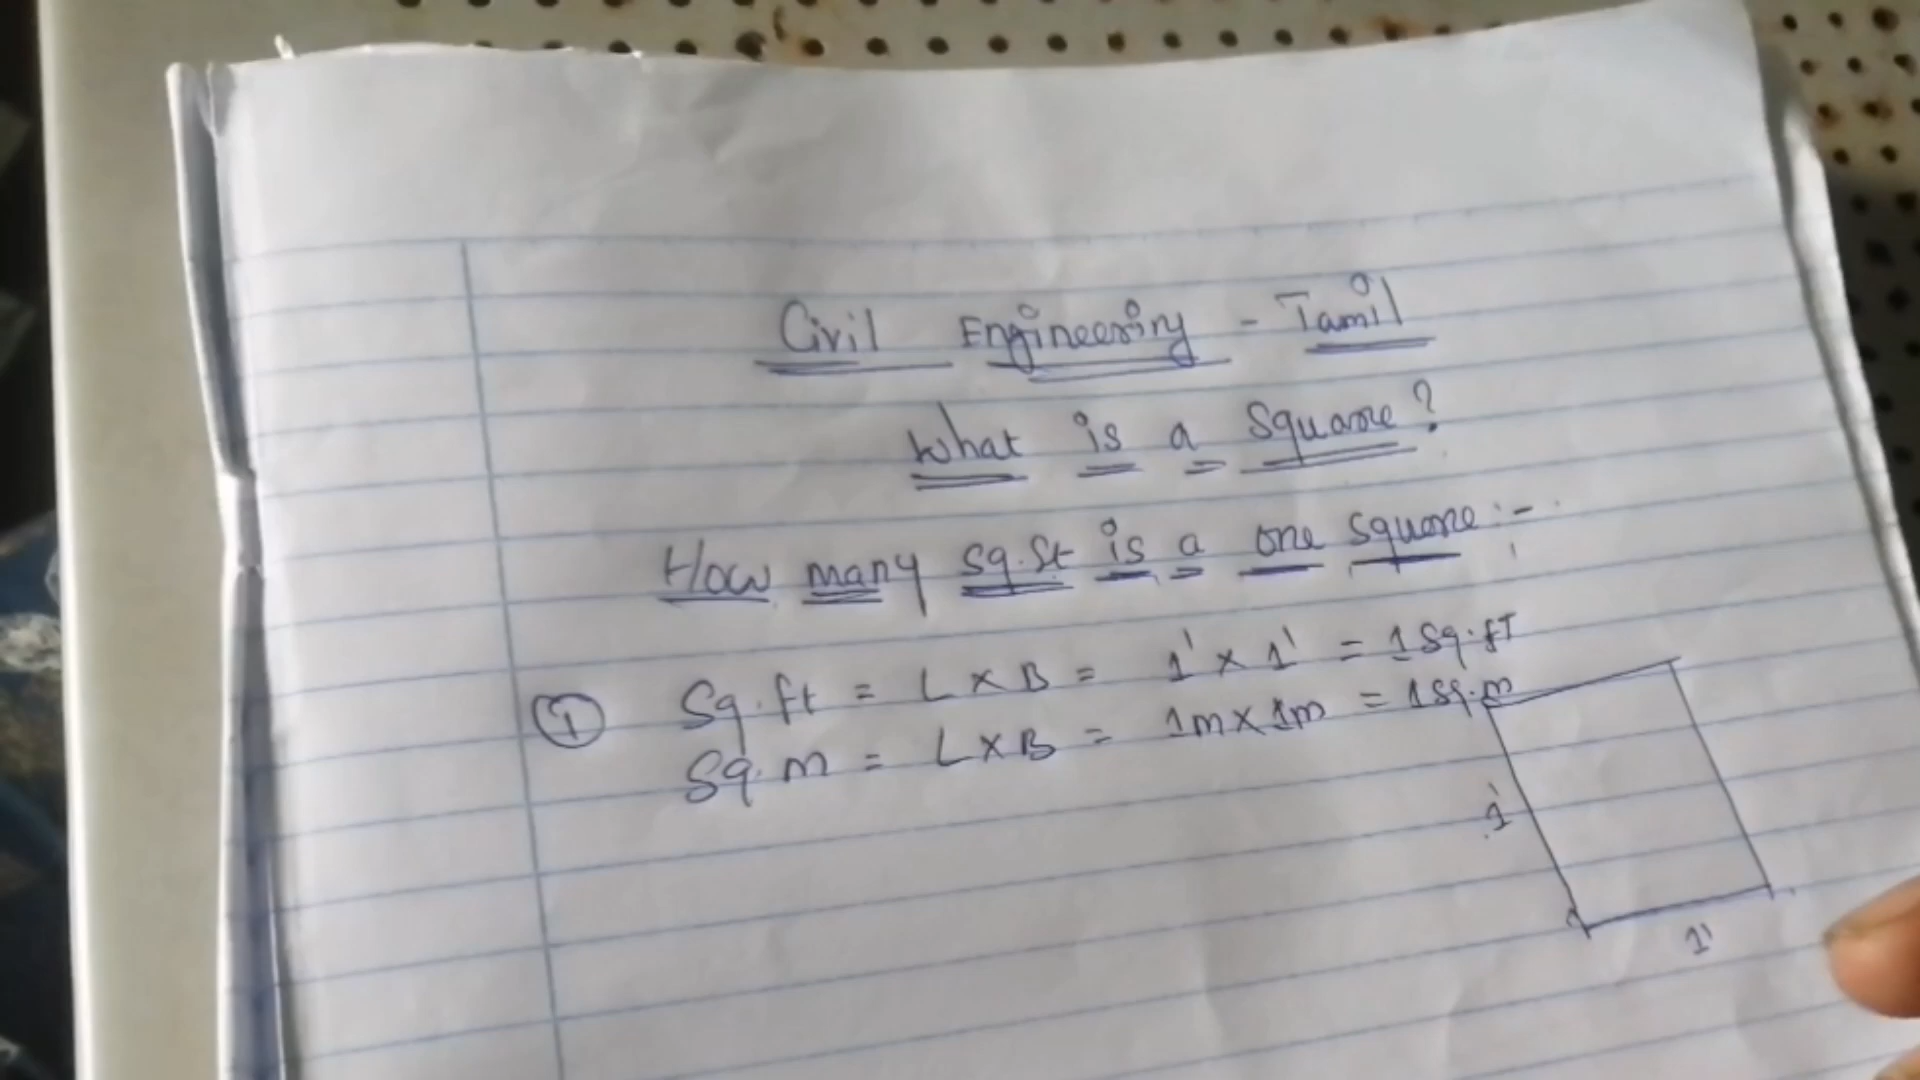 Civil Engineering - Tamil
What is a Square?
How many sq.ft is a one square:-
① Sq.ft = L x B = 1' x 1' = 1 Sq.fT
Sq.m = L x B = 1m x 1m = 1 Sq.m
1'
1'